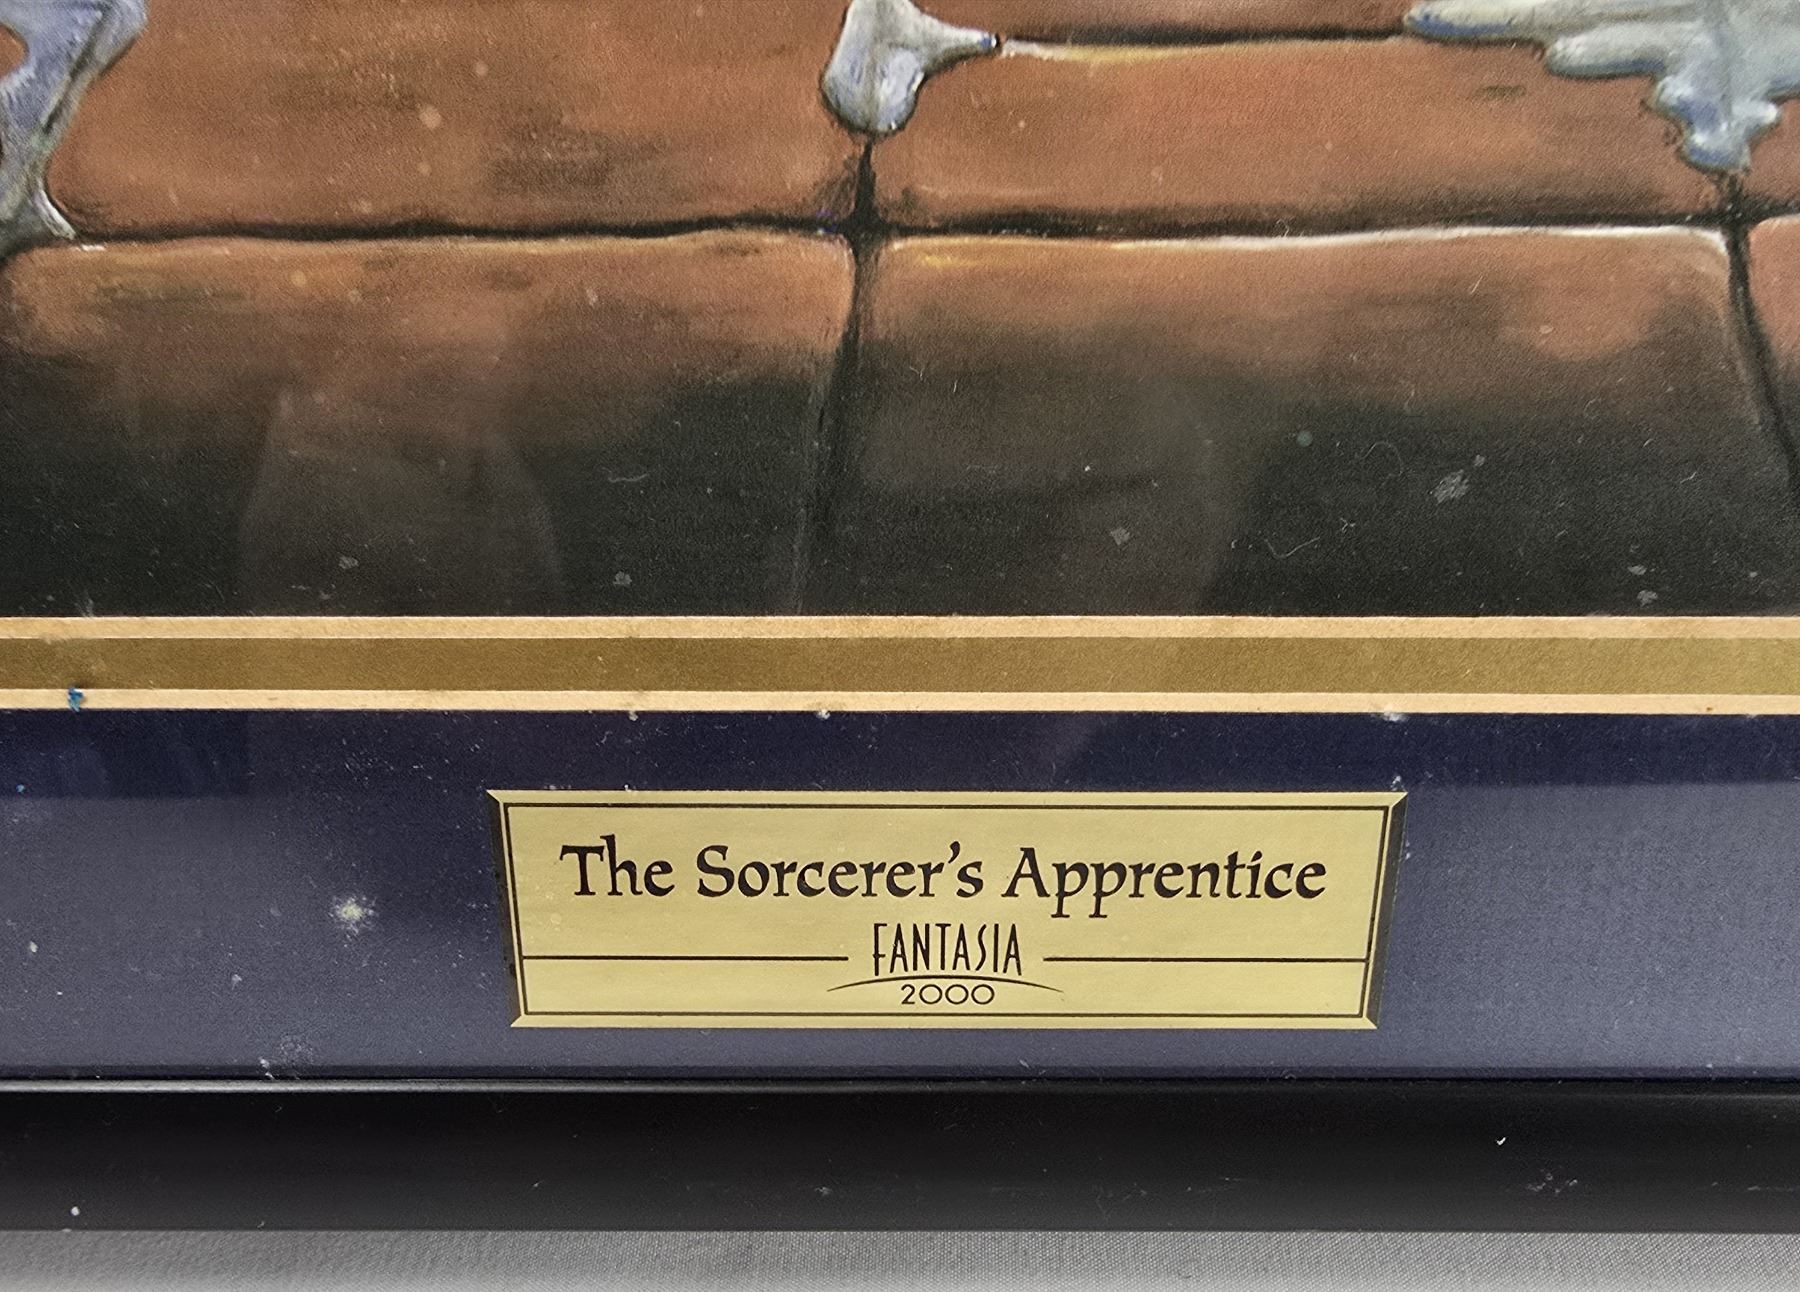 The Sorcerer's Apprentice
FANTASIA
2000